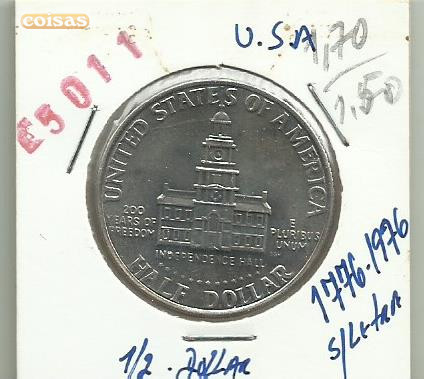 coisas
U.S.A
E5011
1,70
1.50
UNITED STATES OF AMERICA
200
YEARS OF
FREEDOM
E
PLURIBUS
UNUM
INDEPENDENCE HALL
HALF DOLLAR
1776.1976
S/Letra
1/2 . Dollar